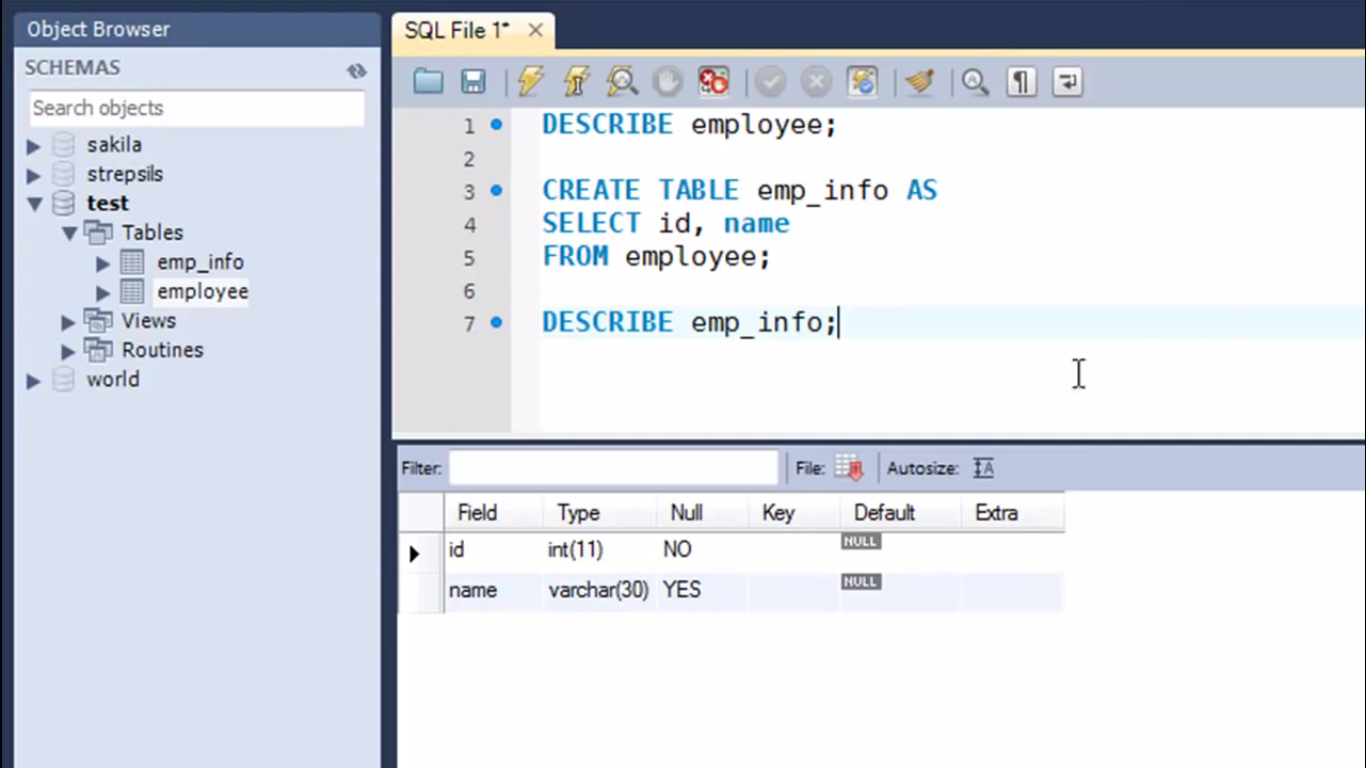 Object Browser
SCHEMAS
Search objects
sakila
strepsils
test
Tables
emp_info
employee
Views
Routines
world
SQL File 1*
1 DESCRIBE employee;
2
3 CREATE TABLE emp_info AS
4 SELECT id, name
5 FROM employee;
6
7 DESCRIBE emp_info;
Filter: File: Autosize:
Field Type Null Key Default Extra
id int(11) NO NULL
name varchar(30) YES NULL